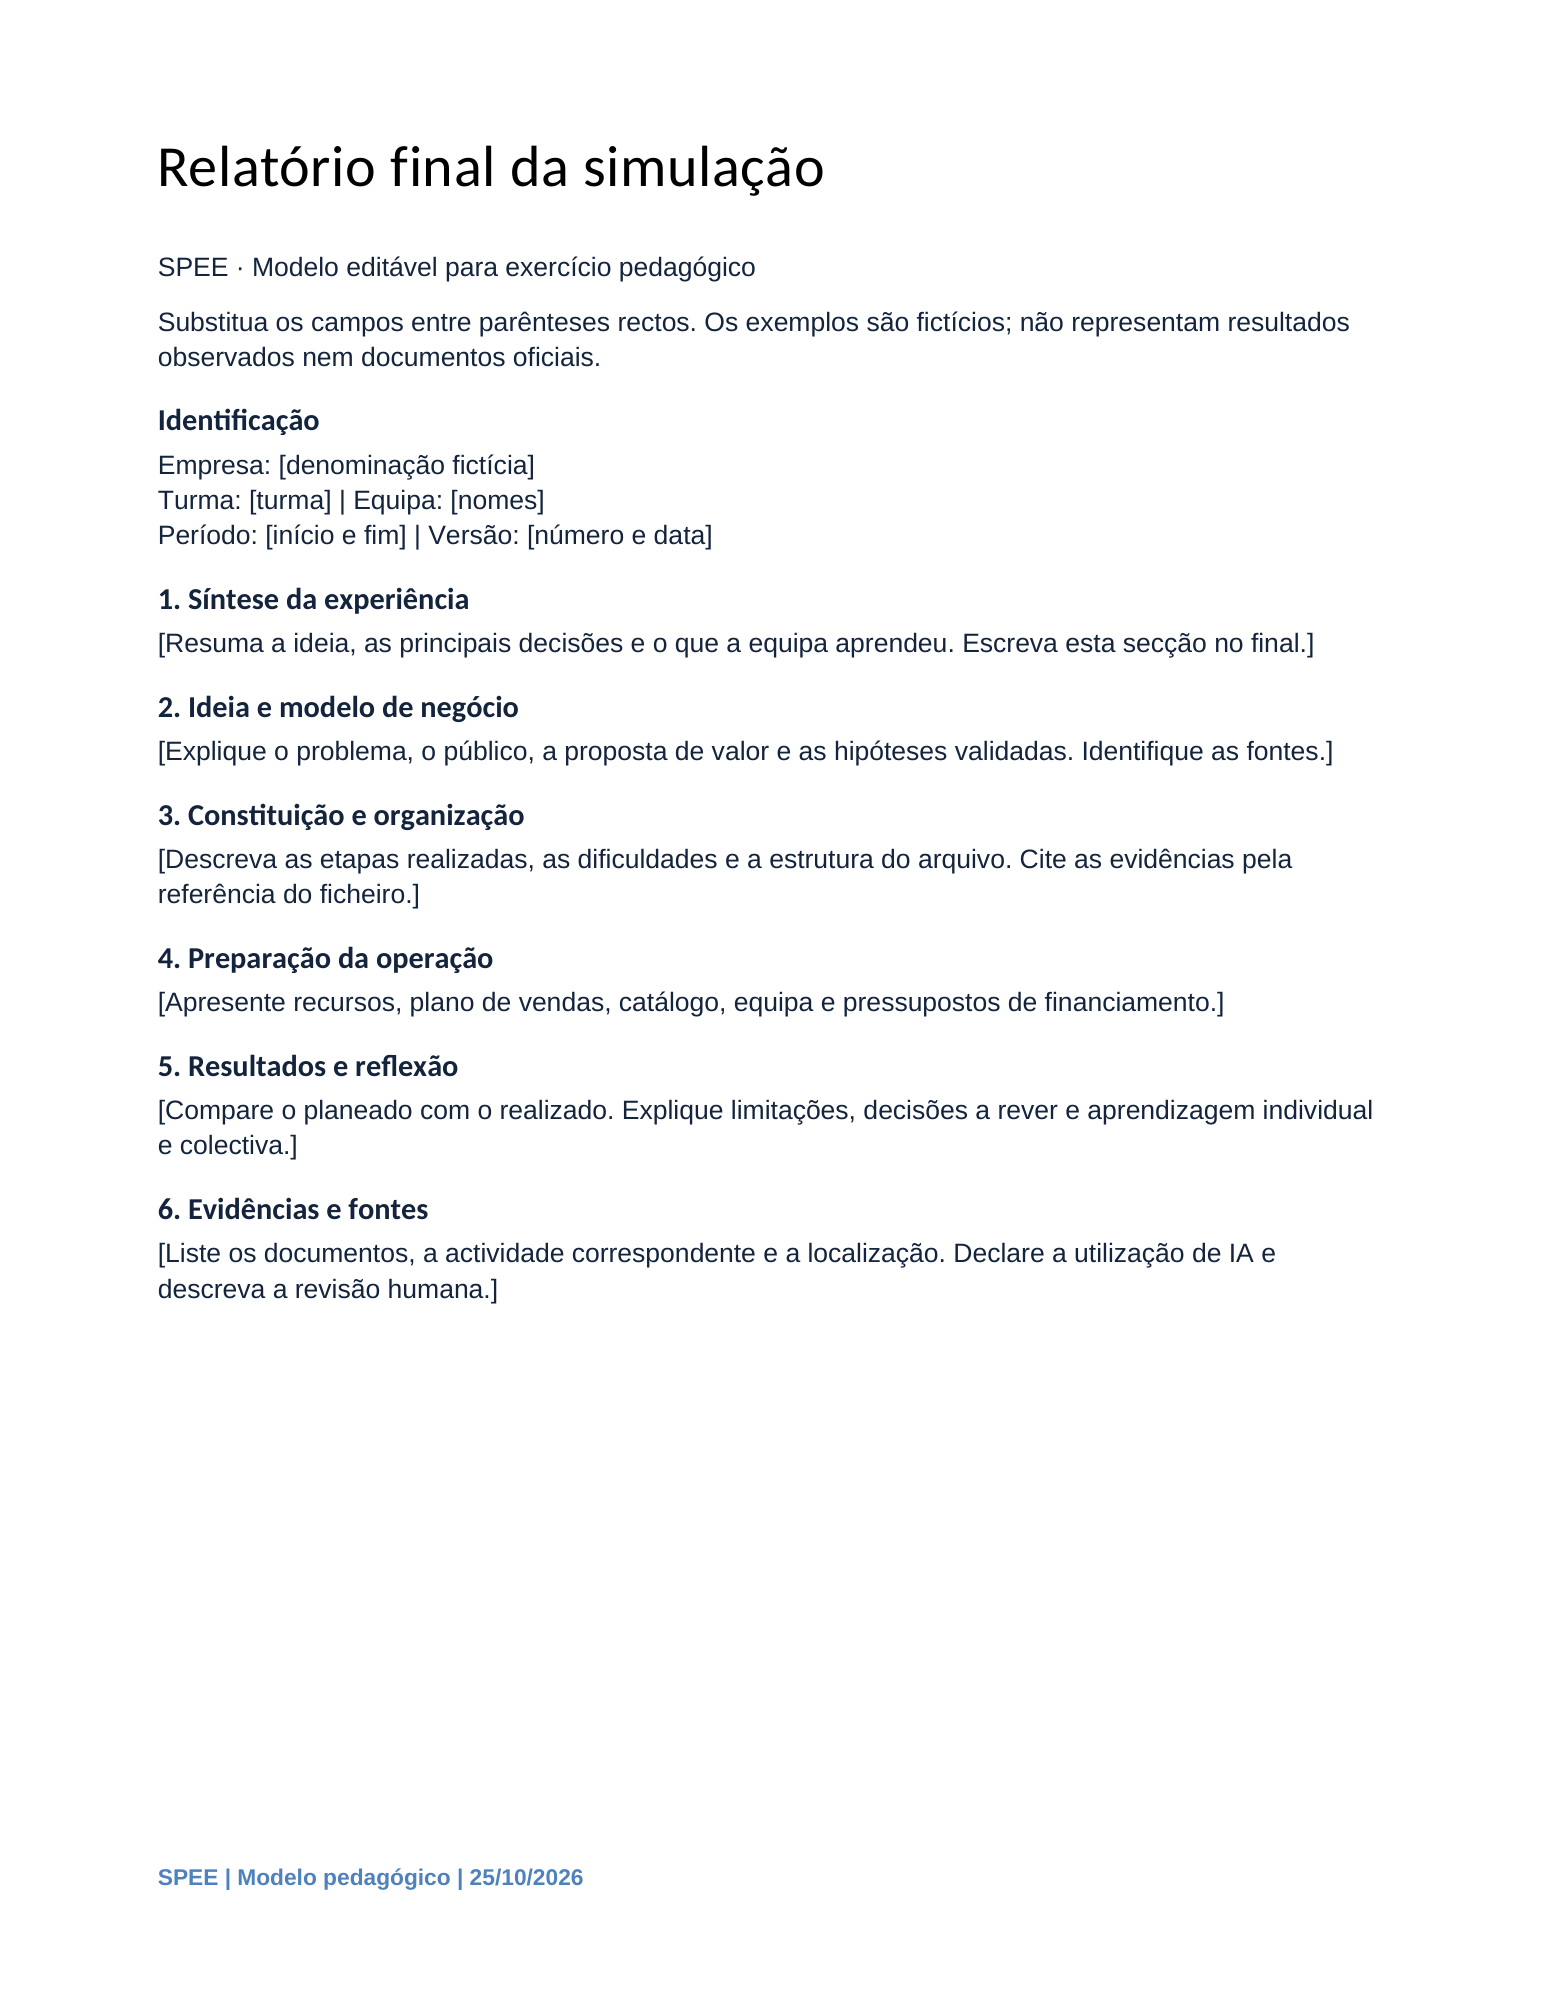 Relatório final da simulação
SPEE · Modelo editável para exercício pedagógico
Substitua os campos entre parênteses rectos. Os exemplos são fictícios; não representam resultados
observados nem documentos oficiais.
Identificação
Empresa: [denominação fictícia]
Turma: [turma] | Equipa: [nomes]
Período: [início e fim] | Versão: [número e data]
1. Síntese da experiência
[Resuma a ideia, as principais decisões e o que a equipa aprendeu. Escreva esta secção no final.]
2. Ideia e modelo de negócio
[Explique o problema, o público, a proposta de valor e as hipóteses validadas. Identifique as fontes.]
3. Constituição e organização
[Descreva as etapas realizadas, as dificuldades e a estrutura do arquivo. Cite as evidências pela
referência do ficheiro.]
4. Preparação da operação
[Apresente recursos, plano de vendas, catálogo, equipa e pressupostos de financiamento.]
5. Resultados e reflexão
[Compare o planeado com o realizado. Explique limitações, decisões a rever e aprendizagem individual
e colectiva.]
6. Evidências e fontes
[Liste os documentos, a actividade correspondente e a localização. Declare a utilização de IA e
descreva a revisão humana.]
SPEE | Modelo pedagógico | 25/10/2026